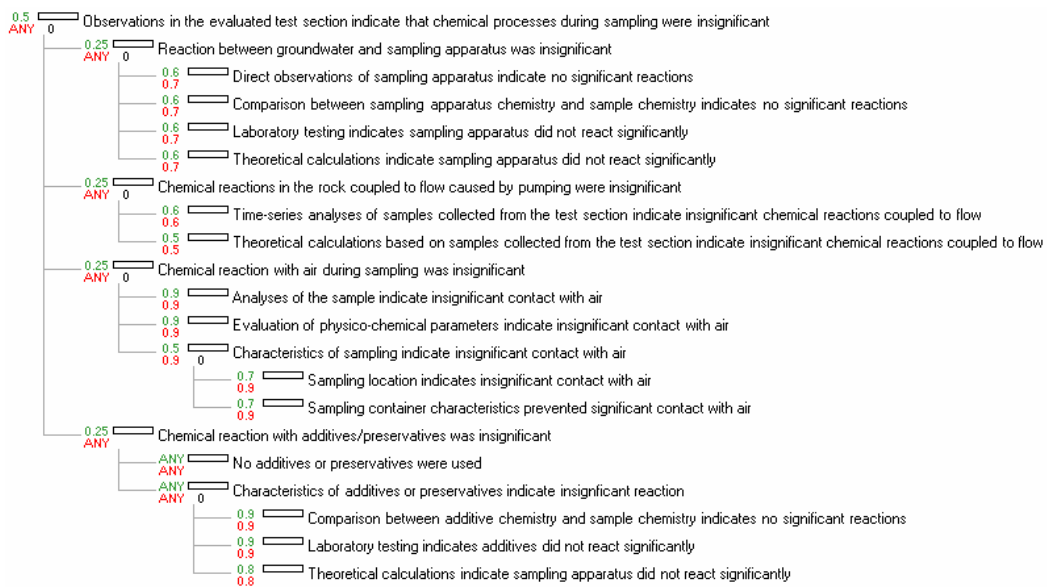 0.5 Observations in the evaluated test section indicate that chemical processes during sampling were insignificant
ANY 0
0.25 Reaction between groundwater and sampling apparatus was insignificant
ANY 0
0.6 Direct observations of sampling apparatus indicate no significant reactions
0.7
0.6 Comparison between sampling apparatus chemistry and sample chemistry indicates no significant reactions
0.7
0.6 Laboratory testing indicates sampling apparatus did not react significantly
0.7
0.6 Theoretical calculations indicate sampling apparatus did not react significantly
0.7
0.25 Chemical reactions in the rock coupled to flow caused by pumping were insignificant
ANY 0
0.6 Time-series analyses of samples collected from the test section indicate insignificant chemical reactions coupled to flow
0.6
0.5 Theoretical calculations based on samples collected from the test section indicate insignificant chemical reactions coupled to flow
0.5
0.25 Chemical reaction with air during sampling was insignificant
ANY 0
0.9 Analyses of the sample indicate insignificant contact with air
0.9
0.9 Evaluation of physico-chemical parameters indicate insignificant contact with air
0.9
0.5 Characteristics of sampling indicate insignificant contact with air
0.9 0
0.7 Sampling location indicates insignificant contact with air
0.9
0.7 Sampling container characteristics prevented significant contact with air
0.9
0.25 Chemical reaction with additives/preservatives was insignificant
ANY
ANY No additives or preservatives were used
ANY
ANY Characteristics of additives or preservatives indicate insignificant reaction
ANY 0
0.9 Comparison between additive chemistry and sample chemistry indicates no significant reactions
0.9
0.9 Laboratory testing indicates additives did not react significantly
0.9
0.8 Theoretical calculations indicate sampling apparatus did not react significantly
0.8